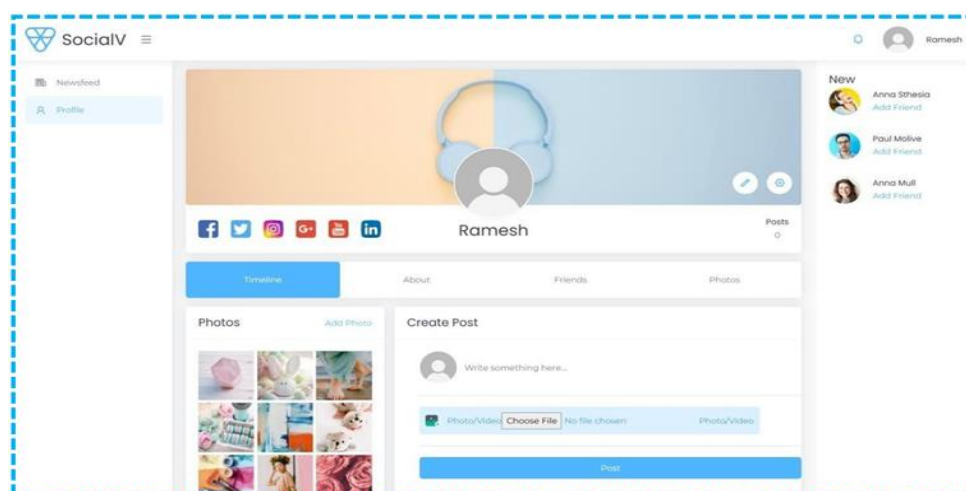 SocialV
Ramesh
Newsfeed
Profile
New
Anna Sthesia
Add Friend
Paul Molive
Add Friend
Anna Mull
Add Friend
Ramesh
Posts
0
Timeline
About
Friends
Photos
Photos
Add Photo
Create Post
Write something here...
Photo/Video Choose File No file chosen
Photo/Video
Post